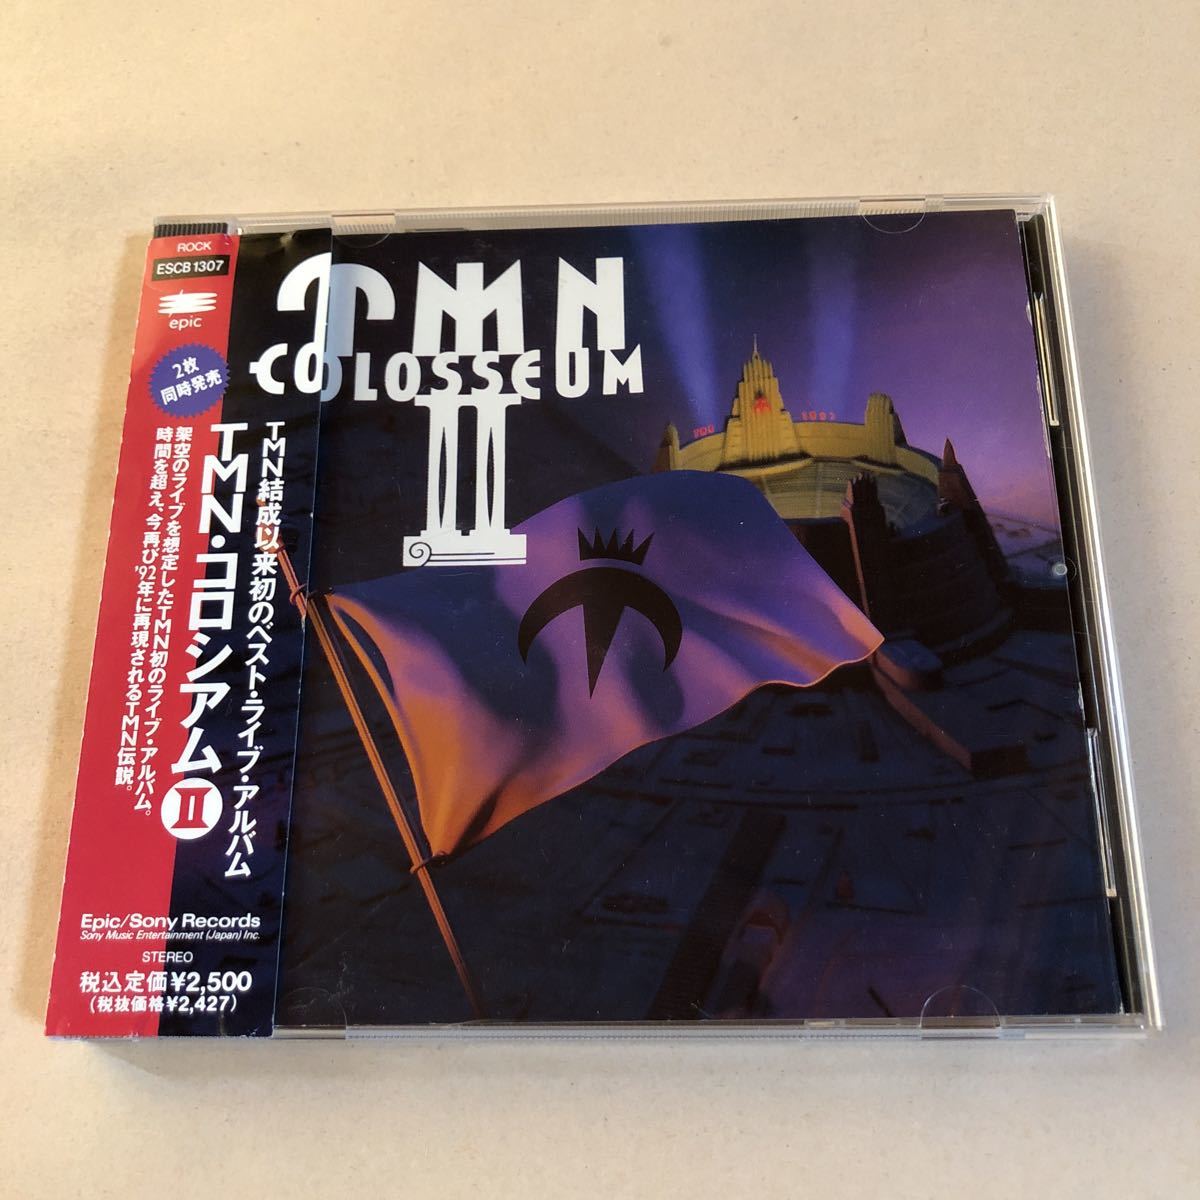 ROCK
ESCB 1307
epic
2枚
同時発売
TMN結成以来初のベスト・ライブ・アルバム
TMN・コロシアムⅡ
架空のライブを想定したTMN初のライブ・アルバム。
時間を超え、今再び'92年に再現されるTMN伝説。
Epic/Sony Records
Sony Music Entertainment (Japan) Inc.
STEREO
税込定価¥2,500
(税抜価格¥2,427)
TMN
COLOSSEUM
II